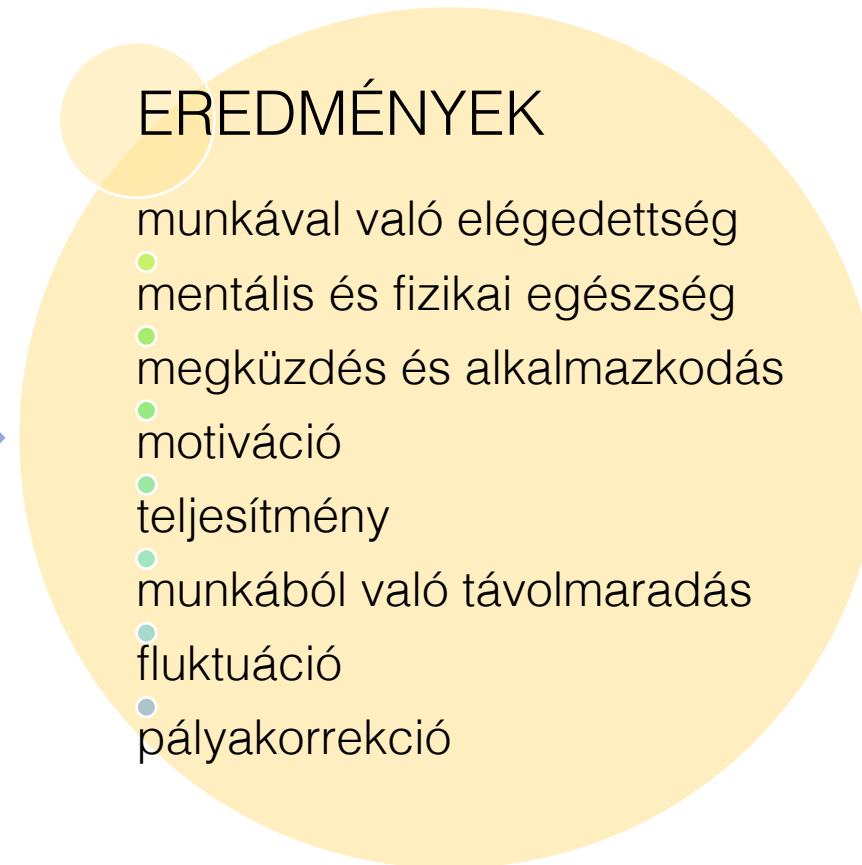 EREDMÉNYEK
munkával való elégedettség
mentális és fizikai egészség
megküzdés és alkalmazkodás
motiváció
teljesítmény
munkából való távolmaradás
fluktuáció
pályakorrekció